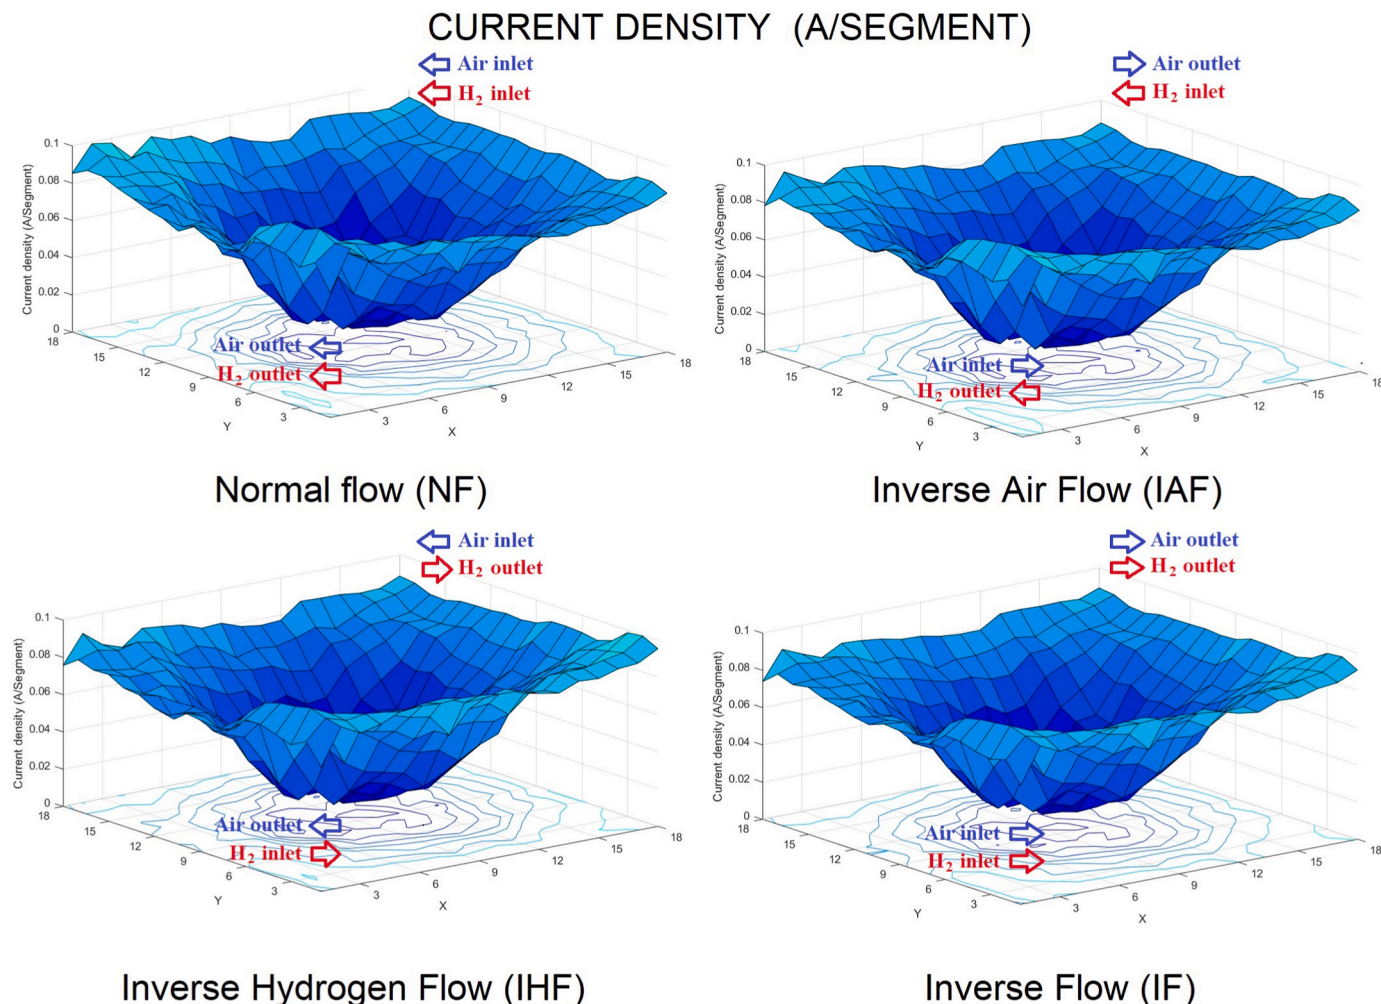 CURRENT DENSITY (A/SEGMENT)
Air inlet
H2 inlet
Current density (A/Segment)
0.1
0.08
0.06
0.04
0.02
0
18
15
12
9
6
3
Y
3
6
9
12
15
18
X
Air outlet
H2 outlet
Normal flow (NF)
Air outlet
H2 inlet
Current density (A/Segment)
0.1
0.08
0.06
0.04
0.02
0
18
15
12
9
6
3
Y
3
6
9
12
15
18
X
Air inlet
H2 outlet
Inverse Air Flow (IAF)
Air inlet
H2 outlet
Current density (A/Segment)
0.1
0.08
0.06
0.04
0.02
0
18
15
12
9
6
3
Y
3
6
9
12
15
18
X
Air outlet
H2 inlet
Inverse Hydrogen Flow (IHF)
Air outlet
H2 outlet
Current density (A/Segment)
0.1
0.08
0.06
0.04
0.02
0
18
15
12
9
6
3
Y
3
6
9
12
15
18
X
Air inlet
H2 inlet
Inverse Flow (IF)